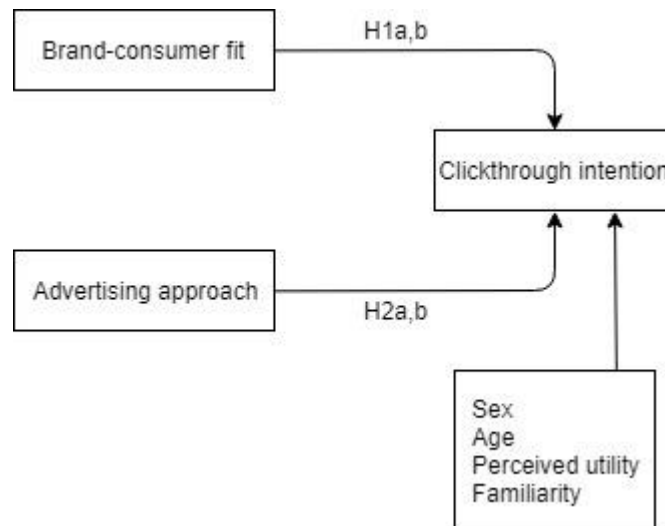 Brand-consumer fit
H1a,b
Clickthrough intention
Advertising approach
H2a,b
Sex
Age
Perceived utility
Familiarity